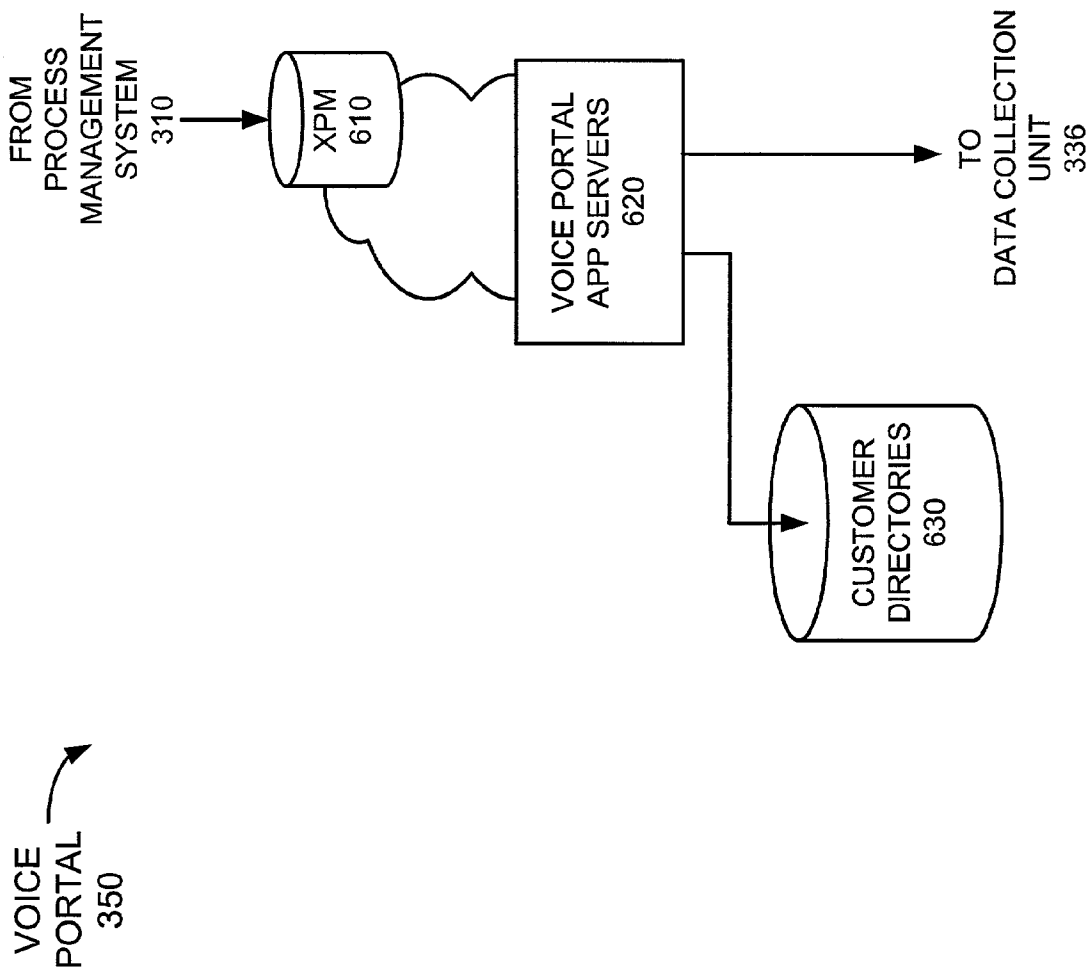 VOICE
PORTAL
350
FROM
PROCESS
MANAGEMENT
SYSTEM
310
XPM
610
VOICE PORTAL
APP SERVERS
620
CUSTOMER
DIRECTORIES
630
TO
DATA COLLECTION
UNIT
336